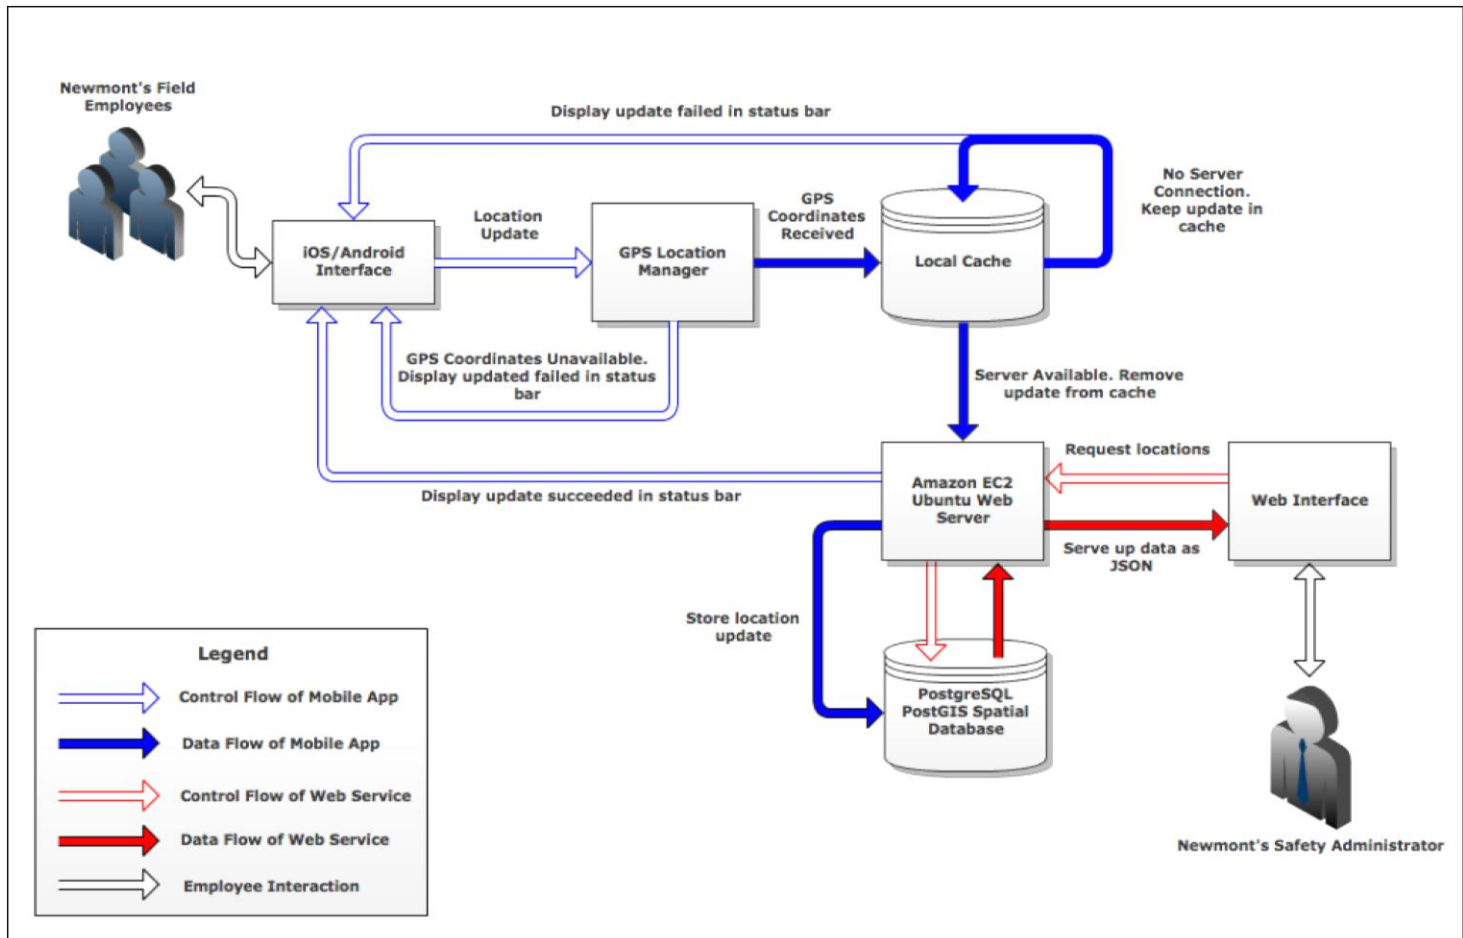 Newmont's Field
Employees
Display update failed in status bar
No Server
Connection.
Keep update in
cache
GPS
Coordinates
Received
Location
Update
iOS/Android
Interface
GPS Location
Manager
Local Cache
GPS Coordinates Unavailable.
Display updated failed in status
bar
Server Available. Remove
update from cache
Request locations
Display update succeeded in status bar
Amazon EC2
Ubuntu Web
Server
Web Interface
Serve up data as
JSON
Store location
update
PostgreSQL
PostGIS Spatial
Database
Newmont's Safety Administrator
Legend
Control Flow of Mobile App
Data Flow of Mobile App
Control Flow of Web Service
Data Flow of Web Service
Employee Interaction